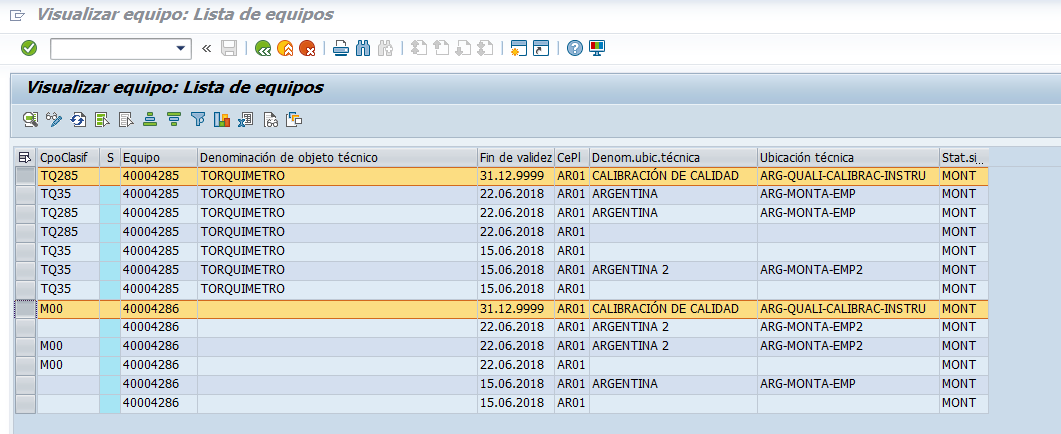 Visualizar equipo: Lista de equipos
Visualizar equipo: Lista de equipos
CpoClasif S Equipo Denominación de objeto técnico Fin de validez CePl Denom.ubic.técnica Ubicación técnica Stat.si...
TQ285 40004285 TORQUIMETRO 31.12.9999 AR01 CALIBRACIÓN DE CALIDAD ARG-QUALI-CALIBRAC-INSTRU MONT
TQ35 40004285 TORQUIMETRO 22.06.2018 AR01 ARGENTINA ARG-MONTA-EMP MONT
TQ285 40004285 TORQUIMETRO 22.06.2018 AR01 ARGENTINA ARG-MONTA-EMP MONT
TQ285 40004285 TORQUIMETRO 22.06.2018 AR01 MONT
TQ35 40004285 TORQUIMETRO 15.06.2018 AR01 MONT
TQ35 40004285 TORQUIMETRO 15.06.2018 AR01 ARGENTINA 2 ARG-MONTA-EMP2 MONT
TQ35 40004285 TORQUIMETRO 15.06.2018 AR01 MONT
M00 40004286 31.12.9999 AR01 CALIBRACIÓN DE CALIDAD ARG-QUALI-CALIBRAC-INSTRU MONT
40004286 22.06.2018 AR01 ARGENTINA 2 ARG-MONTA-EMP2 MONT
M00 40004286 22.06.2018 AR01 ARGENTINA 2 ARG-MONTA-EMP2 MONT
M00 40004286 22.06.2018 AR01 MONT
40004286 15.06.2018 AR01 ARGENTINA ARG-MONTA-EMP MONT
40004286 15.06.2018 AR01 MONT